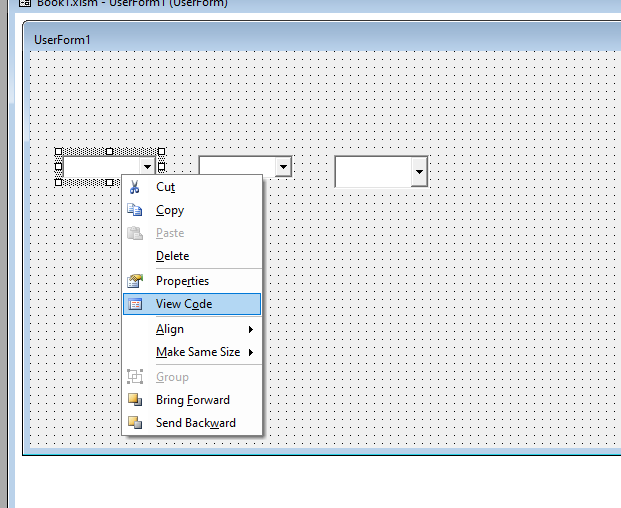 Book1.xlsm - UserForm1 (UserForm)
UserForm1
Cut
Copy
Paste
Delete
Properties
View Code
Align
Make Same Size
Group
Bring Forward
Send Backward